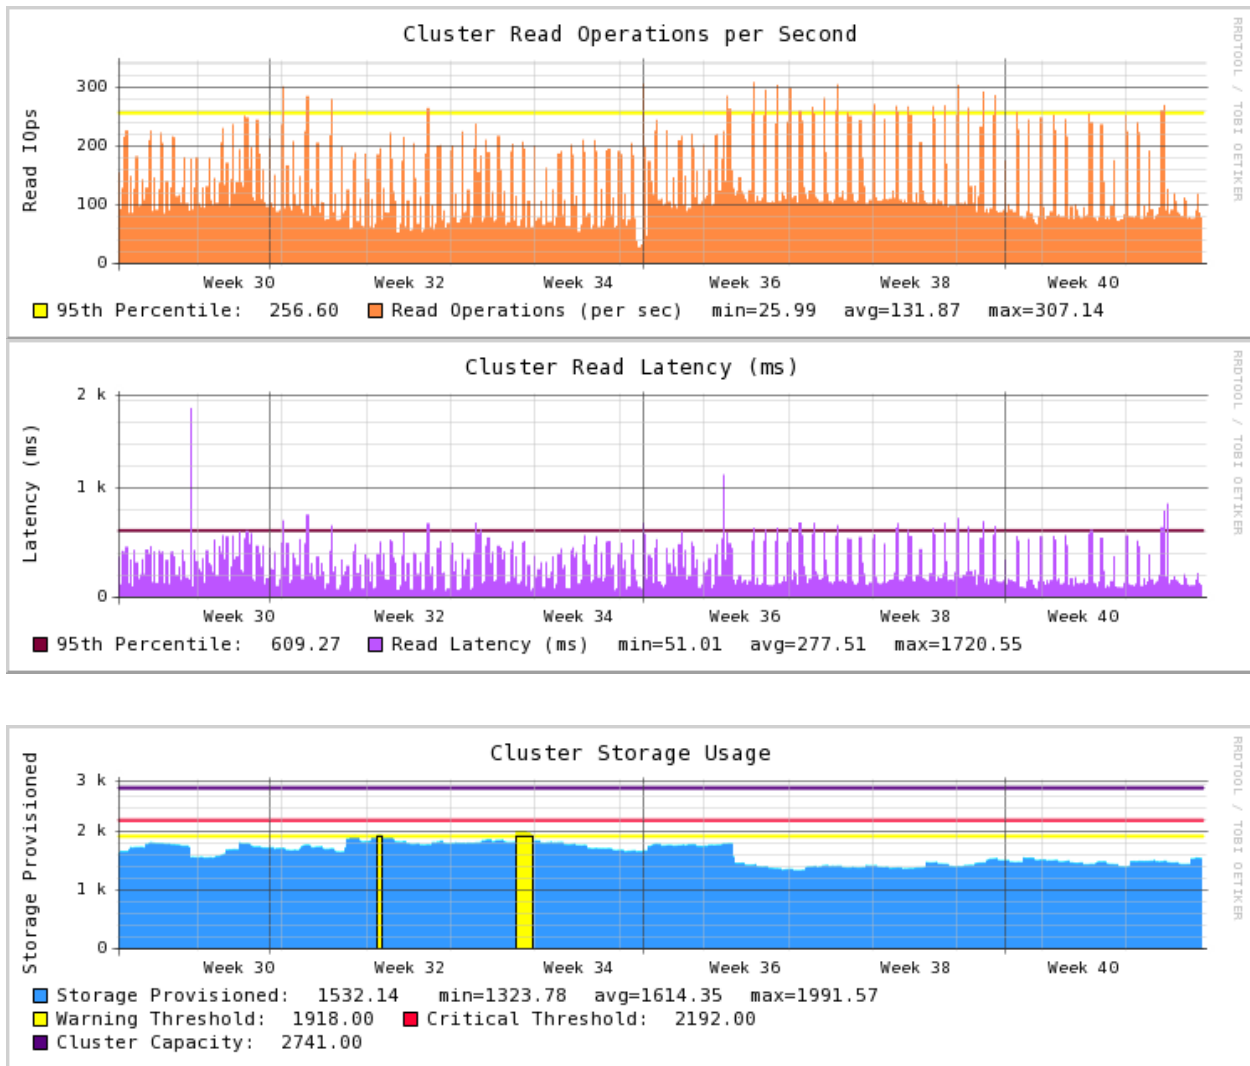 Cluster Read Operations per Second
RRDTOOL / TOBI OETIKER
Read IOps
300
200
100
0
Week 30 Week 32 Week 34 Week 36 Week 38 Week 40
95th Percentile: 256.60 Read Operations (per sec) min=25.99 avg=131.87 max=307.14
Cluster Read Latency (ms)
RRDTOOL / TOBI OETIKER
Latency (ms)
2 k
1 k
0
Week 30 Week 32 Week 34 Week 36 Week 38 Week 40
95th Percentile: 609.27 Read Latency (ms) min=51.01 avg=277.51 max=1720.55
Cluster Storage Usage
RRDTOOL / TOBI OETIKER
Storage Provisioned
3 k
2 k
1 k
0
Week 30 Week 32 Week 34 Week 36 Week 38 Week 40
Storage Provisioned: 1532.14 min=1323.78 avg=1614.35 max=1991.57
Warning Threshold: 1918.00 Critical Threshold: 2192.00
Cluster Capacity: 2741.00